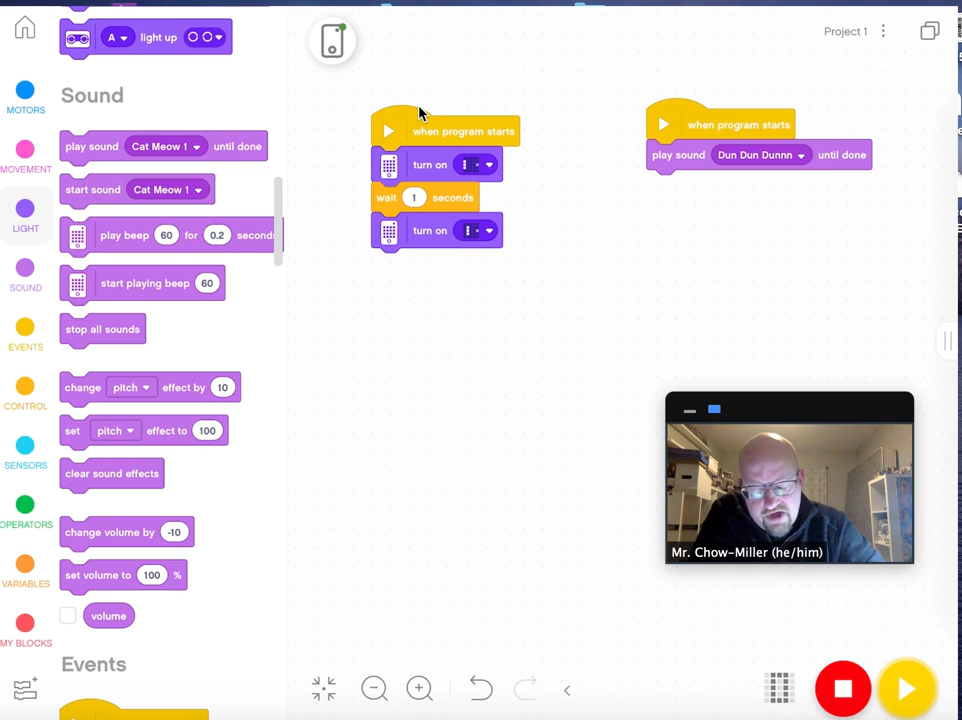 A light up
Sound
play sound Cat Meow 1 until done
start sound Cat Meow 1
play beep 60 for 0.2 seconds
start playing beep 60
stop all sounds
change pitch effect by 10
set pitch effect to 100
clear sound effects
change volume by -10
set volume to 100 %
volume
Events
MOTORS
MOVEMENT
LIGHT
SOUND
EVENTS
CONTROL
SENSORS
OPERATORS
VARIABLES
MY BLOCKS
Project 1
when program starts
turn on
wait 1 seconds
turn on
when program starts
play sound Dun Dun Dunnn until done
Mr. Chow-Miller (he/him)